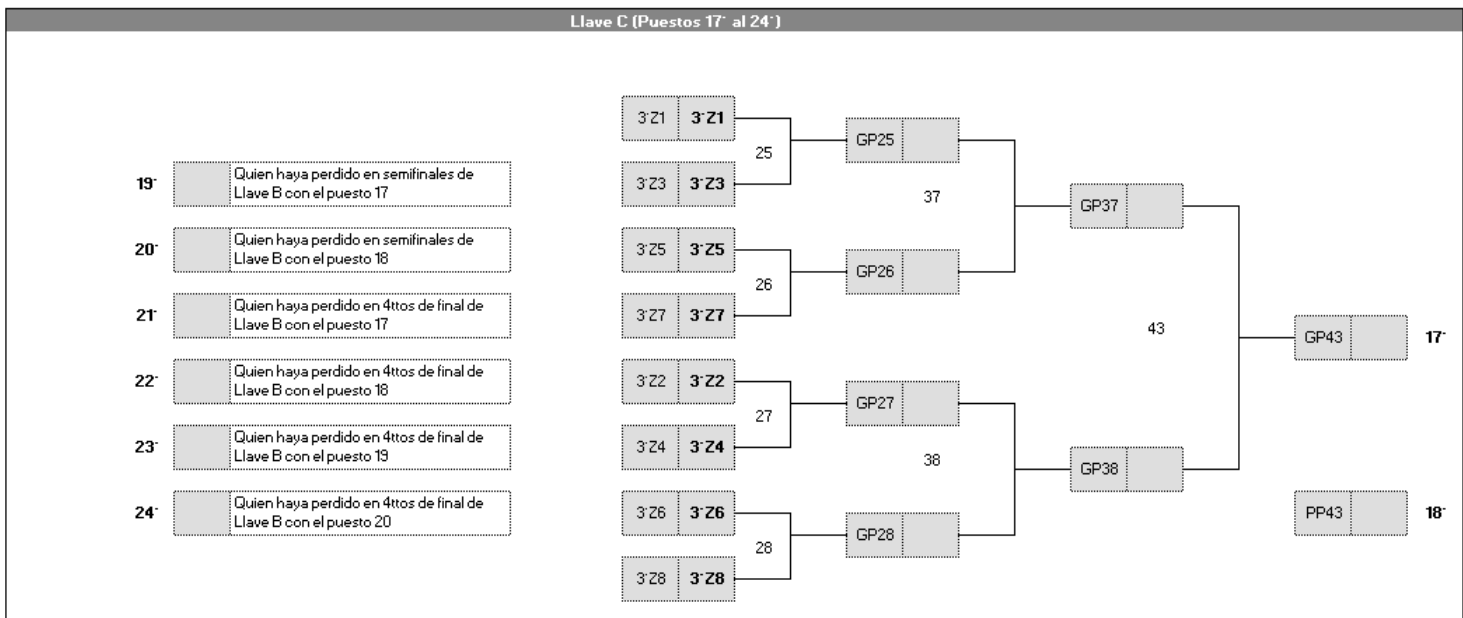 Llave C (Puestos 17° al 24°)
3°Z1 3°Z1
25
3°Z3 3°Z3
GP25
37
3°Z5 3°Z5
26
3°Z7 3°Z7
GP26
GP37
43
3°Z2 3°Z2
27
3°Z4 3°Z4
GP27
38
3°Z6 3°Z6
28
3°Z8 3°Z8
GP28
GP38
GP43 17°
PP43 18°
19° Quien haya perdido en semifinales de
Llave B con el puesto 17
20° Quien haya perdido en semifinales de
Llave B con el puesto 18
21° Quien haya perdido en 4ttos de final de
Llave B con el puesto 17
22° Quien haya perdido en 4ttos de final de
Llave B con el puesto 18
23° Quien haya perdido en 4ttos de final de
Llave B con el puesto 19
24° Quien haya perdido en 4ttos de final de
Llave B con el puesto 20